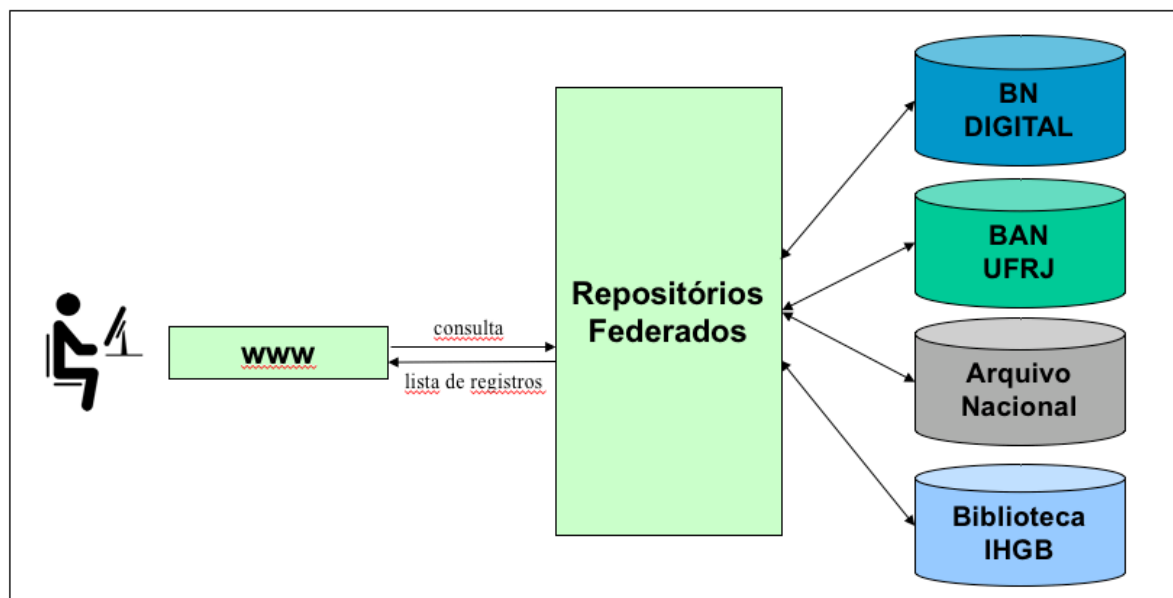 www
consulta
lista de registros
Repositórios
Federados
BN
DIGITAL
BAN
UFRJ
Arquivo
Nacional
Biblioteca
IHGB